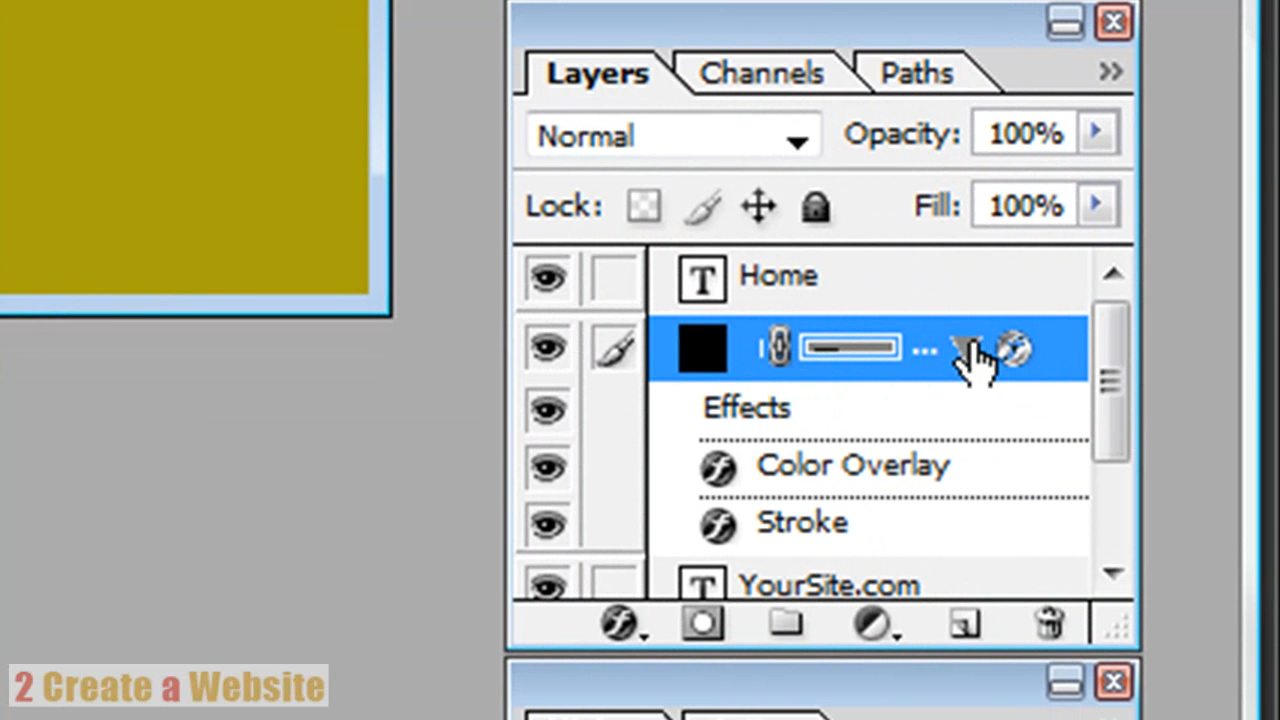 Layers Channels Paths
Normal Opacity: 100%
Lock: Fill: 100%
T Home
...
Effects
Color Overlay
Stroke
T YourSite.com
2 Create a Website